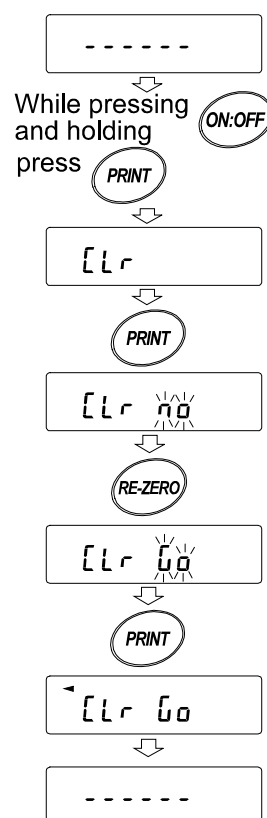 ------
While pressing ON:OFF
and holding
press PRINT
CLr
PRINT
CLr no
RE-ZERO
CLr Go
PRINT
CLr Go
------